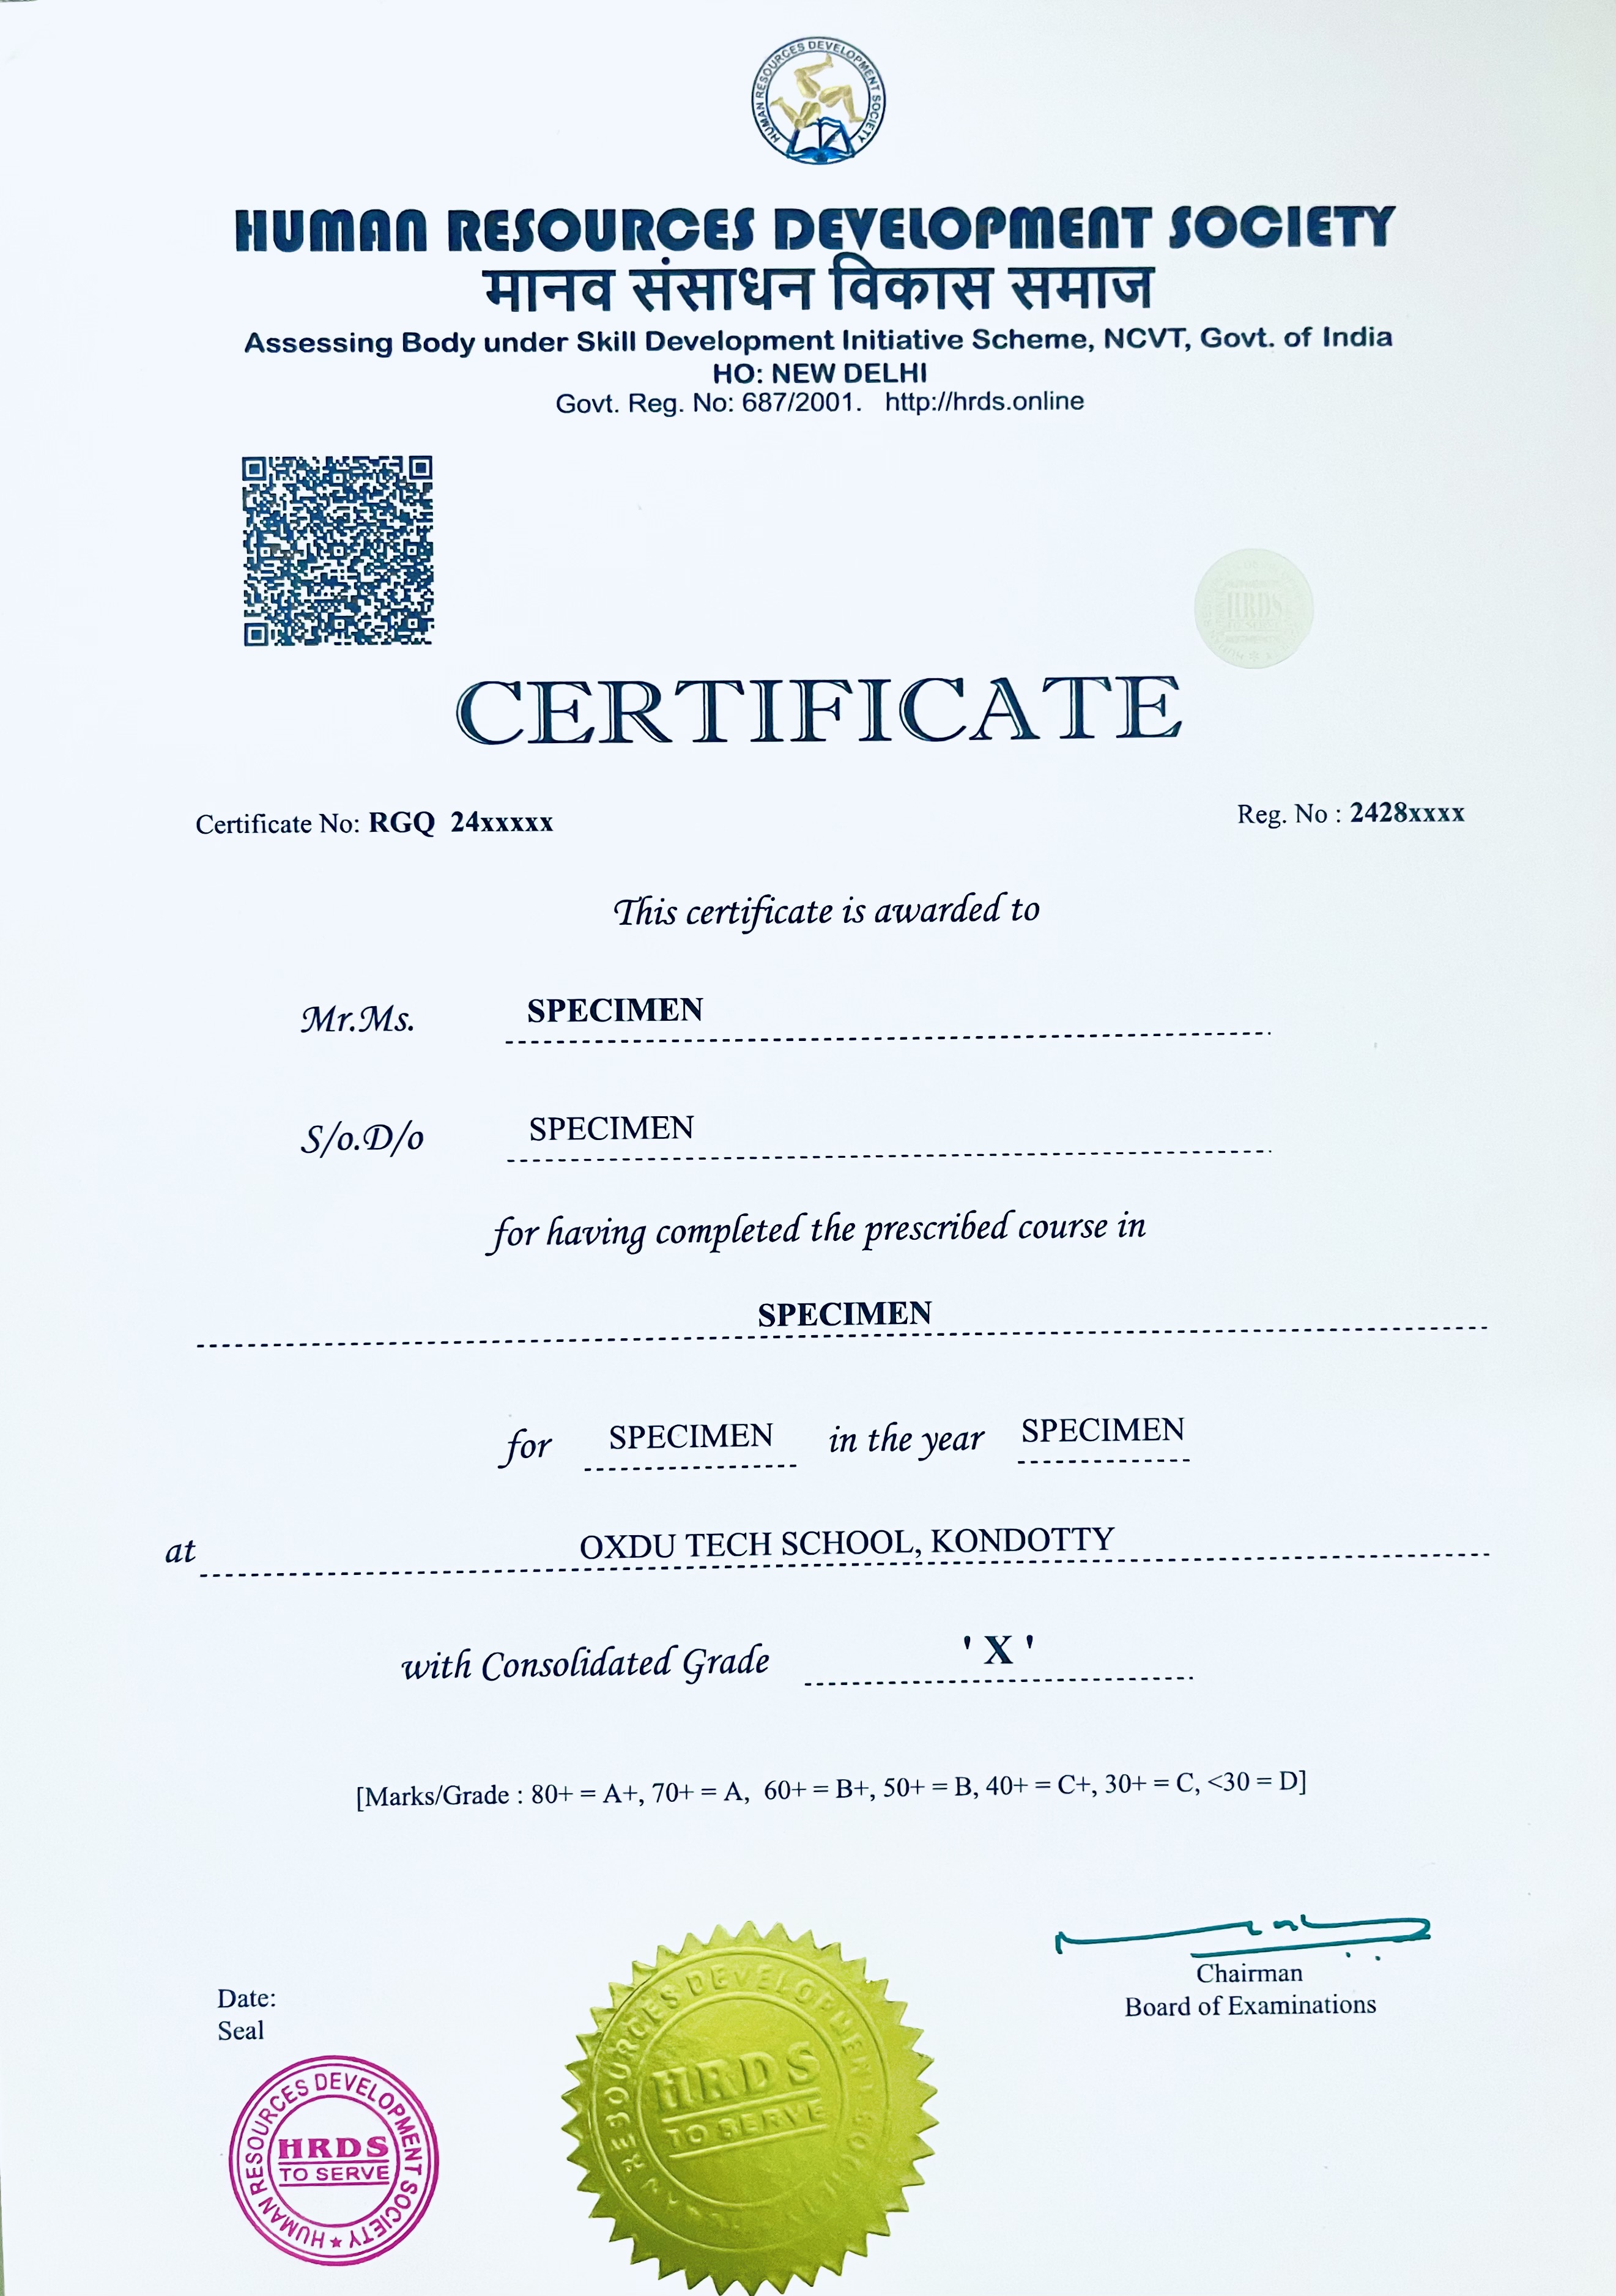 HUMAN RESOURCES DEVELOPMENT SOCIETY
HUMAN RESOURCES DEVELOPMENT SOCIETY
मानव संसाधन विकास समाज
Assessing Body under Skill Development Initiative Scheme, NCVT, Govt. of India
HO: NEW DELHI
Govt. Reg. No: 687/2001. http://hrds.online
HRDS
CERTIFICATE
Certificate No: RGQ 24xxxxx
Reg. No : 2428xxxx
This certificate is awarded to
Mr.Ms. SPECIMEN
S/o.D/o SPECIMEN
for having completed the prescribed course in
SPECIMEN
for SPECIMEN in the year SPECIMEN
at OXDU TECH SCHOOL, KONDOTTY
with Consolidated Grade ' X '
[Marks/Grade : 80+ = A+, 70+ = A, 60+ = B+, 50+ = B, 40+ = C+, 30+ = C, <30 = D]
Chairman
Board of Examinations
Date:
Seal
HUMAN RESOURCES DEVELOPMENT SOCIETY
HRDS
TO SERVE
HUMAN RESOURCES DEVELOPMENT SOCIETY
HRDS
TO SERVE